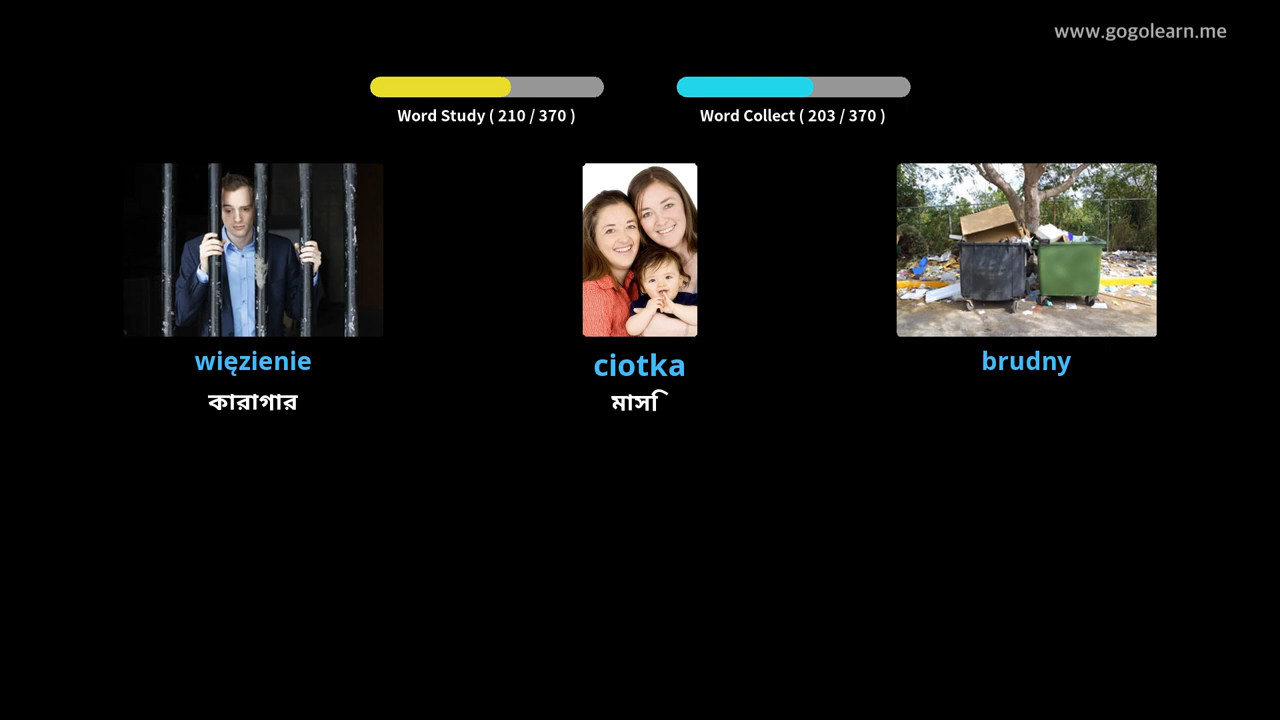 www.gogolearn.me
Word Study ( 210 / 370 )
Word Collect ( 203 / 370 )
więzienie
ciotka
brudny
কারাগার
মাসি